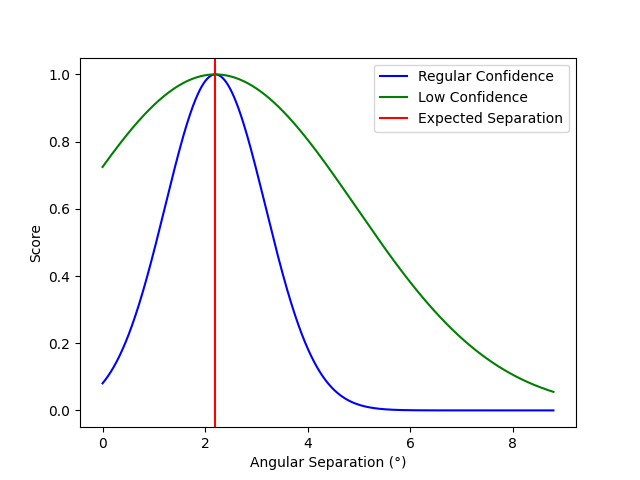 Regular Confidence
Low Confidence
Expected Separation
1.0
0.8
0.6
0.4
0.2
0.0
Score
0 2 4 6 8
Angular Separation (°)